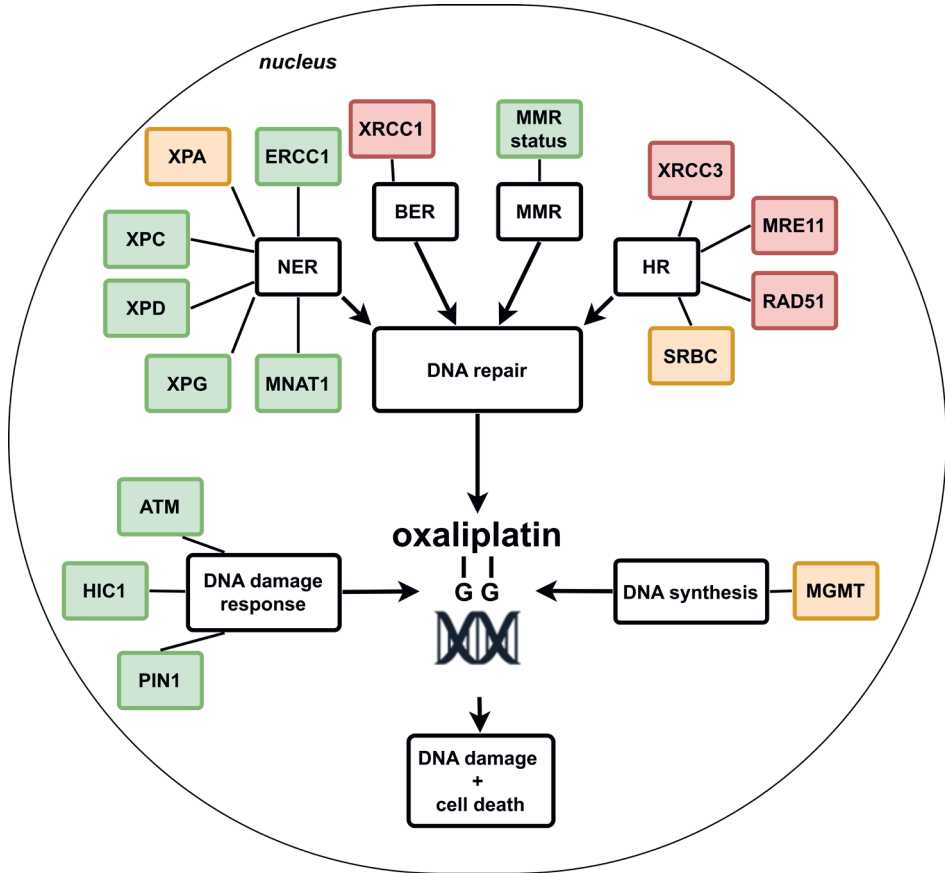 nucleus
XRCC1
MMR
status
XPA
ERCC1
XRCC3
BER
MMR
MRE11
XPC
NER
HR
XPD
RAD51
XPG
MNAT1
DNA repair
SRBC
ATM
oxaliplatin
HIC1
DNA damage
response
G G
DNA synthesis
MGMT
PIN1
DNA damage
+
cell death